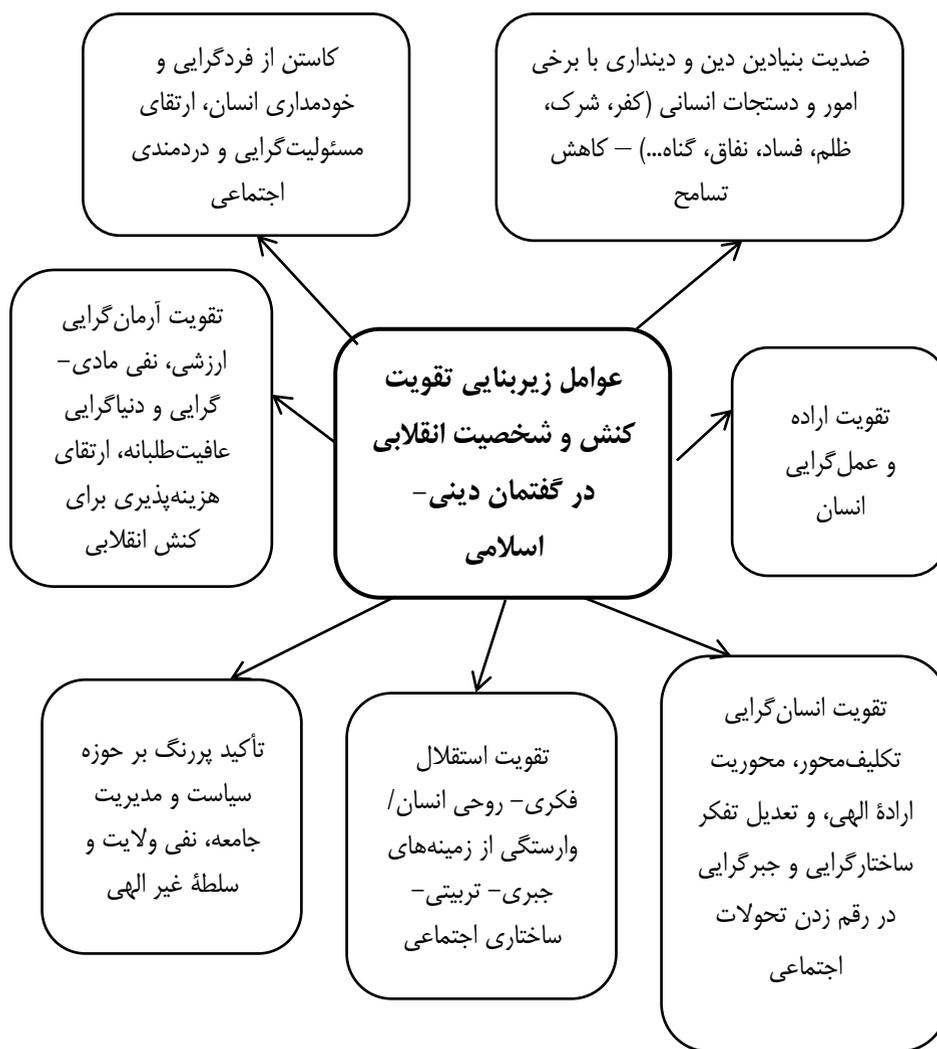 ضدیت بنیادین دین و دینداری با برخی
امور و دستجات انسانی (کفر، شرک،
ظلم، فساد، نفاق، گناه...) – کاهش
تسامح
کاستن از فردگرایی و
خودمداری انسان، ارتقای
مسئولیت‌گرایی و دردمندی
اجتماعی
تقویت اراده
و عمل‌گرایی
انسان
عوامل زیربنایی تقویت
کنش و شخصیت انقلابی
در گفتمان دینی-
اسلامی
تقویت آرمان‌گرایی
ارزشی، نفی مادی-
گرایی و دنیاگرایی
عافیت‌طلبانه، ارتقای
هزینه‌پذیری برای
کنش انقلابی
تقویت انسان‌گرایی
تکلیف‌محور، محوریت
ارادهٔ الهی، و تعدیل تفکر
ساختارگرایی و جبرگرایی
در رقم زدن تحولات
اجتماعی
تقویت استقلال
فکری- روحی انسان/
وارستگی از زمینه‌های
جبری- تربیتی-
ساختاری اجتماعی
تأکید پررنگ بر حوزه
سیاست و مدیریت
جامعه، نفی ولایت و
سلطهٔ غیر الهی